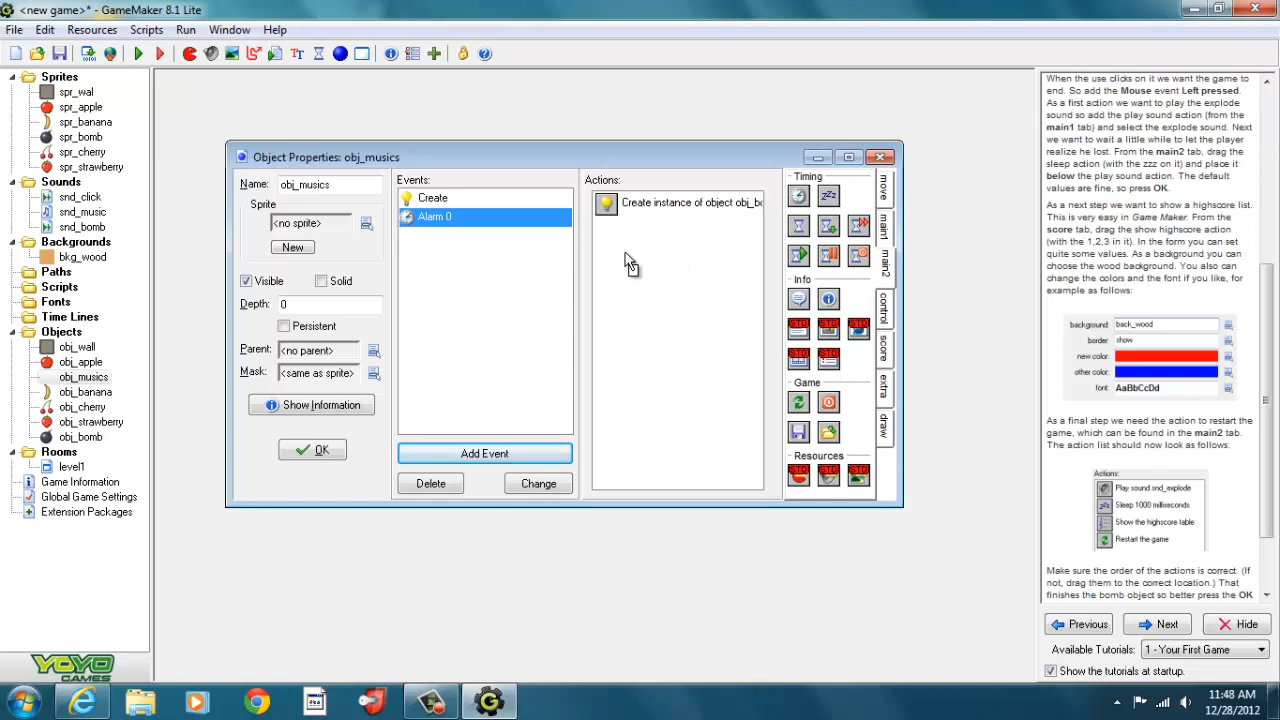 <new game>* - GameMaker 8.1 Lite
File Edit Resources Scripts Run Window Help
Sprites
spr_wal
spr_apple
spr_banana
spr_bomb
spr_cherry
spr_strawberry
Sounds
snd_click
snd_music
snd_bomb
Backgrounds
bkg_wood
Paths
Scripts
Fonts
Time Lines
Objects
obj_wall
obj_apple
obj_musics
obj_banana
obj_cherry
obj_strawberry
obj_bomb
Rooms
level1
Game Information
Global Game Settings
Extension Packages
YOYO
GAMES
Object Properties: obj_musics
Name: obj_musics
Sprite
<no sprite>
New
Visible Solid
Depth: 0
Persistent
Parent: <no parent>
Mask: <same as sprite>
Show Information
OK
Events:
Create
Alarm 0
Add Event
Delete Change
Actions:
Create instance of object obj_bo
Timing
Info
Game
Resources
move
main1
main2
control
score
extra
draw
When the use clicks on it we want the game to
end. So add the Mouse event Left pressed.
As a first action we want to play the explode
sound so add the play sound action (from the
main1 tab) and select the explode sound. Next
we want to wait a little while to let the player
realize he lost. From the main2 tab, drag the
sleep action (with the zzz on it) and place it
below the play sound action. The default
values are fine, so press OK.
As a next step we want to show a highscore list.
This is very easy in Game Maker. From the
score tab, drag the show highscore action
(with the 1,2,3 in it). In the form you can set
quite some values. As a background you can
choose the wood background. You also can
change the colors and the font if you like, for
example as follows:
background: back_wood
border: show
new color:
other color:
font: AaBbCcDd
As a final step we need the action to restart the
game, which can be found in the main2 tab.
The action list should now look as follows:
Actions:
Play sound snd_explode
Sleep 1000 milliseconds
Show the highscore table
Restart the game
Make sure the order of the actions is correct. (If
not, drag them to the correct location.) That
finishes the bomb object so better press the OK
Previous Next Hide
Available Tutorials: 1 - Your First Game
Show the tutorials at startup.
11:48 AM
12/28/2012